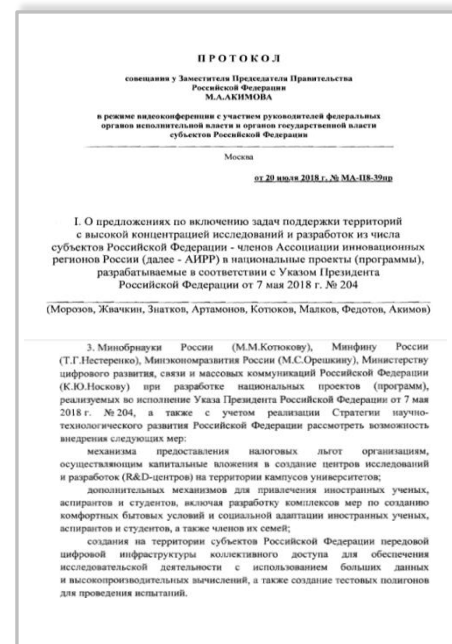 ПРОТОКОЛ
совещания у Заместителя Председателя Правительства
Российской Федерации
М.А.АКИМОВА
в режиме видеоконференции с участием руководителей федеральных
органов исполнительной власти и органов государственной власти
субъектов Российской Федерации
Москва
от 20 июля 2018 г. № МА-П8-39пр
I. О предложениях по включению задач поддержки территорий
с высокой концентрацией исследований и разработок из числа
субъектов Российской Федерации - членов Ассоциации инновационных
регионов России (далее - АИРР) в национальные проекты (программы),
разрабатываемые в соответствии с Указом Президента
Российской Федерации от 7 мая 2018 г. № 204
(Морозов, Жвачкин, Знатков, Артамонов, Котюков, Малков, Федотов, Акимов)
3. Минобрнауки России (М.М.Котюкову), Минфину России
(Т.Г.Нестеренко), Минэкономразвития России (М.С.Орешкину), Министерству
цифрового развития, связи и массовых коммуникаций Российской Федерации
(К.Ю.Носкову) при разработке национальных проектов (программ),
реализуемых во исполнение Указа Президента Российской Федерации от 7 мая
2018 г. № 204, а также с учетом реализации Стратегии научно-
технологического развития Российской Федерации рассмотреть возможность
внедрения следующих мер:
механизма предоставления налоговых льгот организациям,
осуществляющим капитальные вложения в создание центров исследований
и разработок (R&D-центров) на территории кампусов университетов;
дополнительных механизмов для привлечения иностранных ученых,
аспирантов и студентов, включая разработку комплексов мер по созданию
комфортных бытовых условий и социальной адаптации иностранных ученых,
аспирантов и студентов, а также членов их семей;
создания на территории субъектов Российской Федерации передовой
цифровой инфраструктуры коллективного доступа для обеспечения
исследовательской деятельности с использованием больших данных
и высокопроизводительных вычислений, а также создание тестовых полигонов
для проведения испытаний.